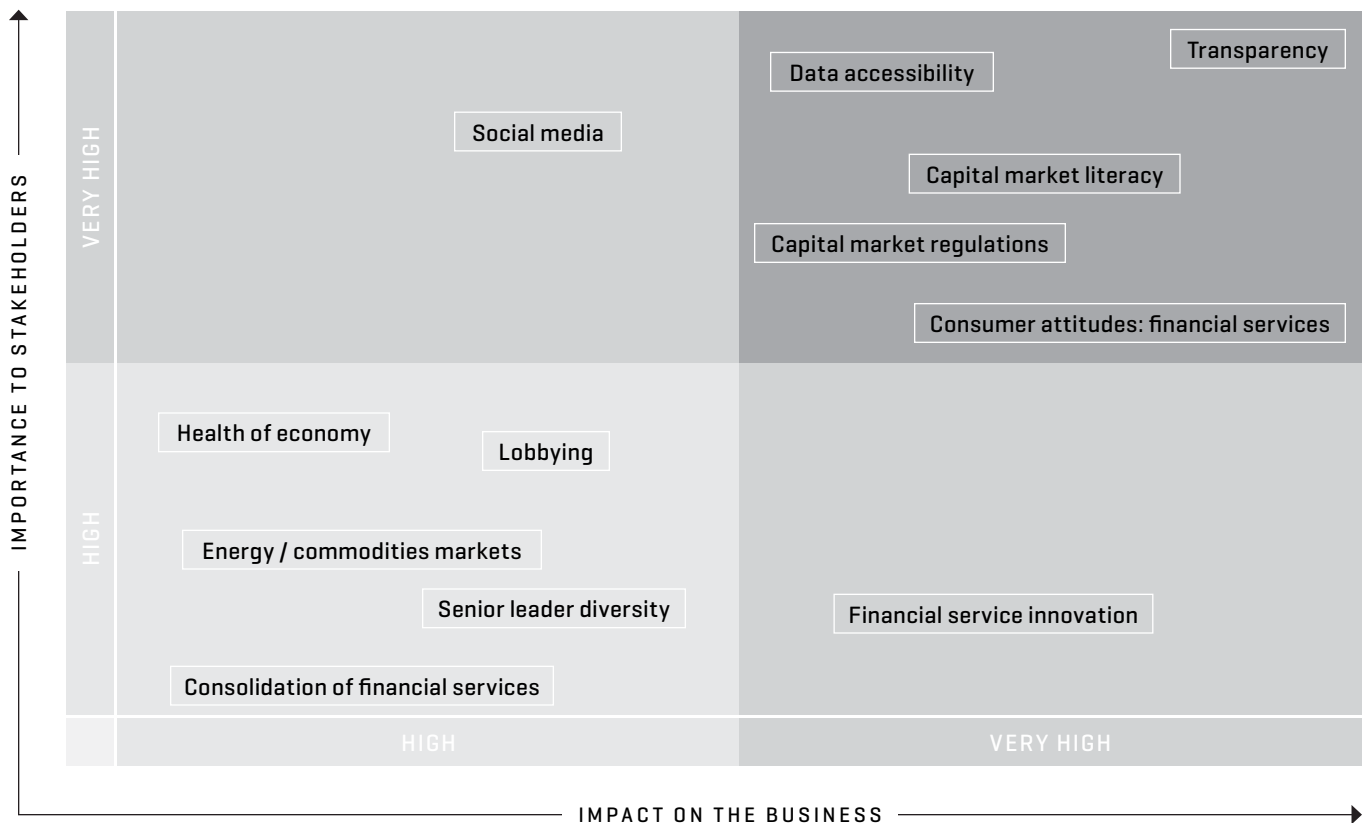 Transparency
Data accessibility
Social media
Capital market literacy
Capital market regulations
Consumer attitudes: financial services
Health of economy
Lobbying
Energy / commodities markets
Senior leader diversity
Financial service innovation
Consolidation of financial services
VERY HIGH
HIGH
IMPORTANCE TO STAKEHOLDERS
HIGH
VERY HIGH
IMPACT ON THE BUSINESS